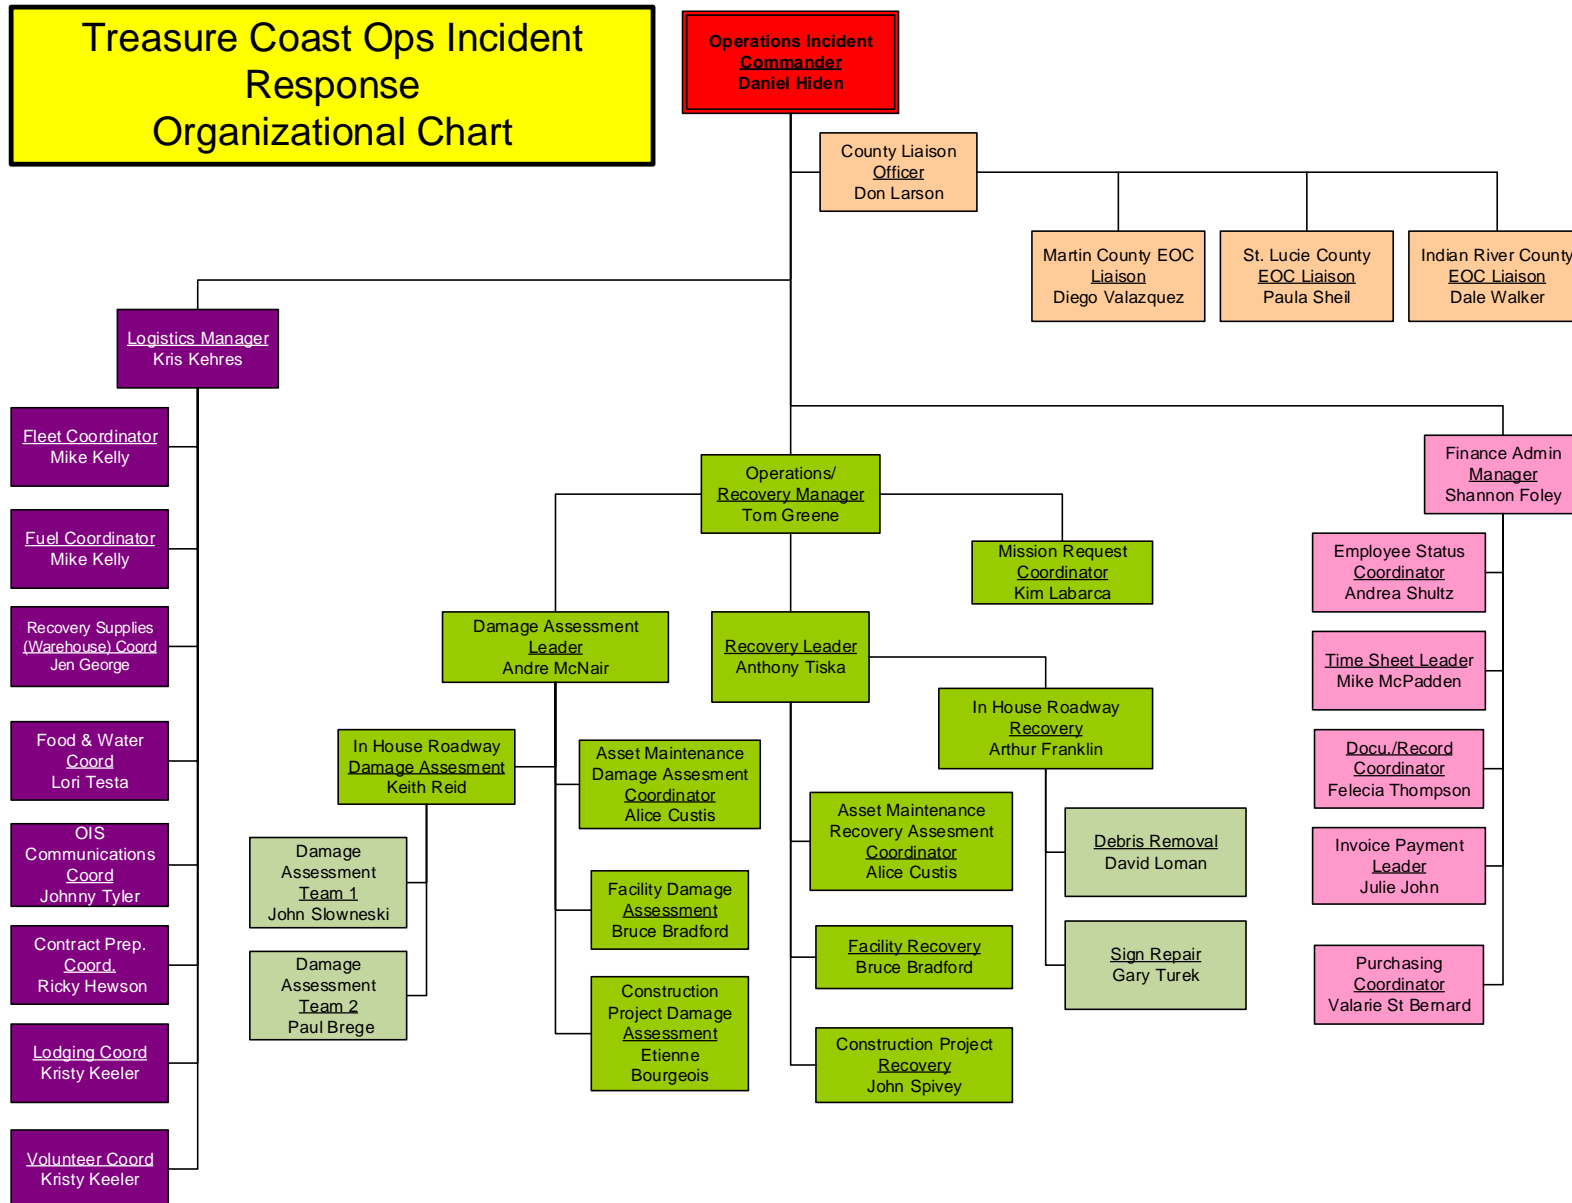 Treasure Coast Ops Incident
Response
Organizational Chart
Operations Incident
Commander
Daniel Hiden
County Liaison
Officer
Don Larson
Martin County EOC
Liaison
Diego Valazquez
St. Lucie County
EOC Liaison
Paula Sheil
Indian River County
EOC Liaison
Dale Walker
Logistics Manager
Kris Kehres
Fleet Coordinator
Mike Kelly
Fuel Coordinator
Mike Kelly
Recovery Supplies
(Warehouse) Coord
Jen George
Food & Water
Coord
Lori Testa
OIS
Communications
Coord
Johnny Tyler
Contract Prep.
Coord.
Ricky Hewson
Lodging Coord
Kristy Keeler
Volunteer Coord
Kristy Keeler
Operations/
Recovery Manager
Tom Greene
Mission Request
Coordinator
Kim Labarca
Damage Assessment
Leader
Andre McNair
In House Roadway
Damage Assesment
Keith Reid
Damage
Assessment
Team 1
John Slowneski
Damage
Assessment
Team 2
Paul Brege
Asset Maintenance
Damage Assesment
Coordinator
Alice Custis
Facility Damage
Assessment
Bruce Bradford
Construction
Project Damage
Assessment
Etienne
Bourgeois
Recovery Leader
Anthony Tiska
Asset Maintenance
Recovery Assesment
Coordinator
Alice Custis
Facility Recovery
Bruce Bradford
Construction Project
Recovery
John Spivey
In House Roadway
Recovery
Arthur Franklin
Debris Removal
David Loman
Sign Repair
Gary Turek
Finance Admin
Manager
Shannon Foley
Employee Status
Coordinator
Andrea Shultz
Time Sheet Leader
Mike McPadden
Docu./Record
Coordinator
Felecia Thompson
Invoice Payment
Leader
Julie John
Purchasing
Coordinator
Valarie St Bernard